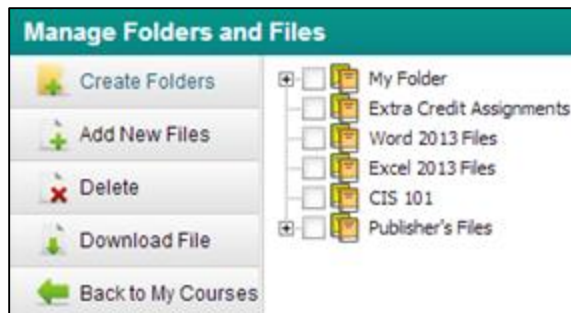 Manage Folders and Files
Create Folders
Add New Files
Delete
Download File
Back to My Courses
My Folder
Extra Credit Assignments
Word 2013 Files
Excel 2013 Files
CIS 101
Publisher's Files